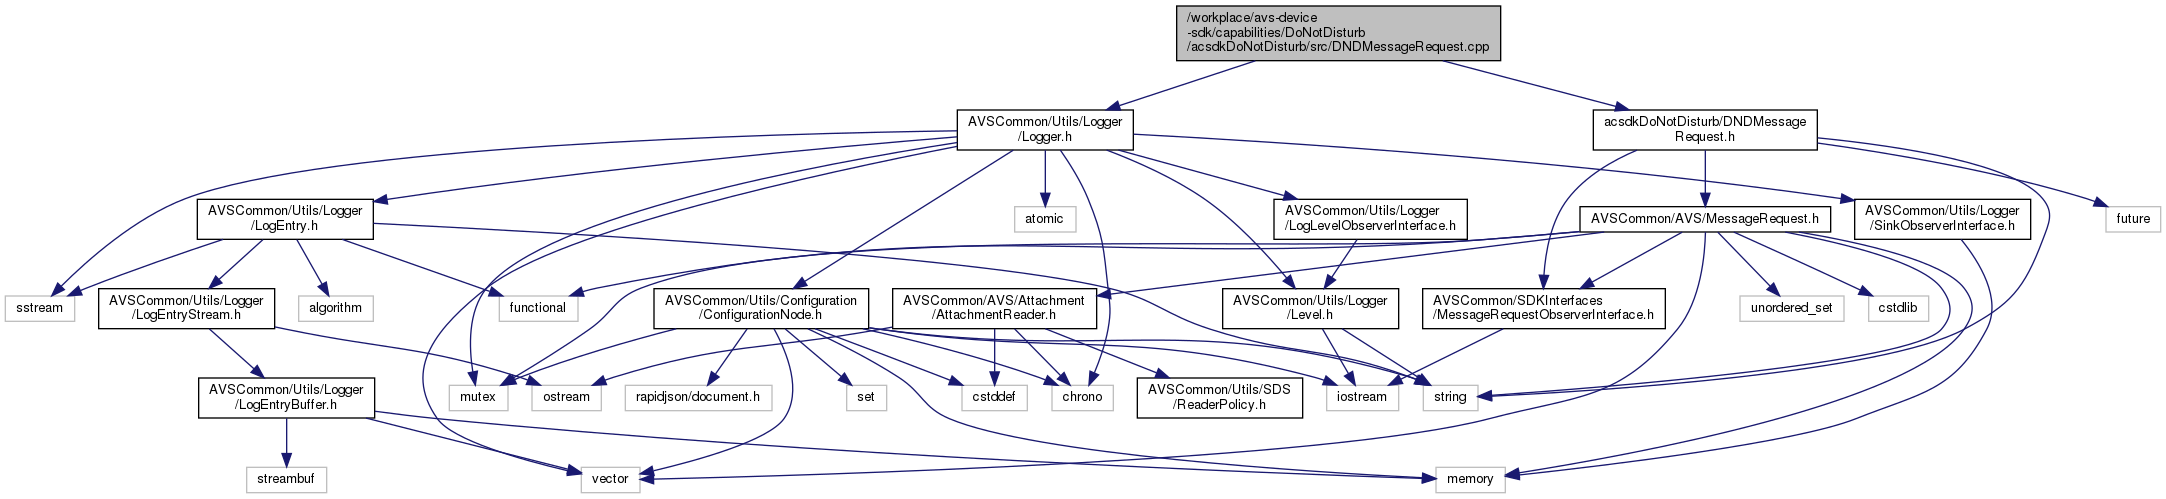 /workplace/avs-device
-sdk/capabilities/DoNotDisturb
/acsdkDoNotDisturb/src/DNDMessageRequest.cpp
AVSCommon/Utils/Logger
/Logger.h
acsdkDoNotDisturb/DNDMessage
Request.h
AVSCommon/Utils/Logger
/LogEntry.h
atomic
AVSCommon/Utils/Logger
/LogLevelObserverInterface.h
AVSCommon/AVS/MessageRequest.h
AVSCommon/Utils/Logger
/SinkObserverInterface.h
future
sstream
AVSCommon/Utils/Logger
/LogEntryStream.h
algorithm
functional
AVSCommon/Utils/Configuration
/ConfigurationNode.h
AVSCommon/AVS/Attachment
/AttachmentReader.h
AVSCommon/Utils/Logger
/Level.h
AVSCommon/SDKInterfaces
/MessageRequestObserverInterface.h
unordered_set
cstdlib
AVSCommon/Utils/Logger
/LogEntryBuffer.h
mutex
ostream
rapidjson/document.h
set
cstddef
chrono
AVSCommon/Utils/SDS
/ReaderPolicy.h
iostream
string
streambuf
vector
memory